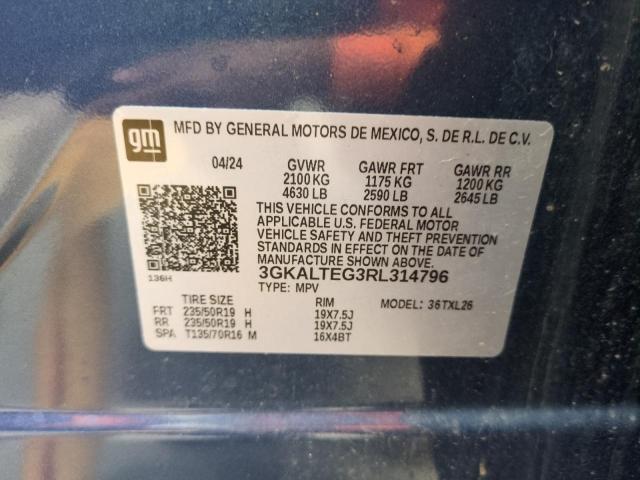 gm MFD BY GENERAL MOTORS DE MEXICO, S. DE R.L. DE C.V.
04/24 GVWR GAWR FRT GAWR RR
2100 KG 1175 KG 1200 KG
4630 LB 2590 LB 2645 LB
THIS VEHICLE CONFORMS TO ALL
APPLICABLE U.S. FEDERAL MOTOR
VEHICLE SAFETY AND THEFT PREVENTION
STANDARDS IN EFFECT ON THE DATE OF
MANUFACTURE SHOWN ABOVE.
136H 3GKALTEG3RL314796
TYPE: MPV
TIRE SIZE RIM MODEL: 36TXL26
FRT 235/50R19 H 19X7.5J
RR 235/50R19 H 19X7.5J
SPA T135/70R16 M 16X4BT